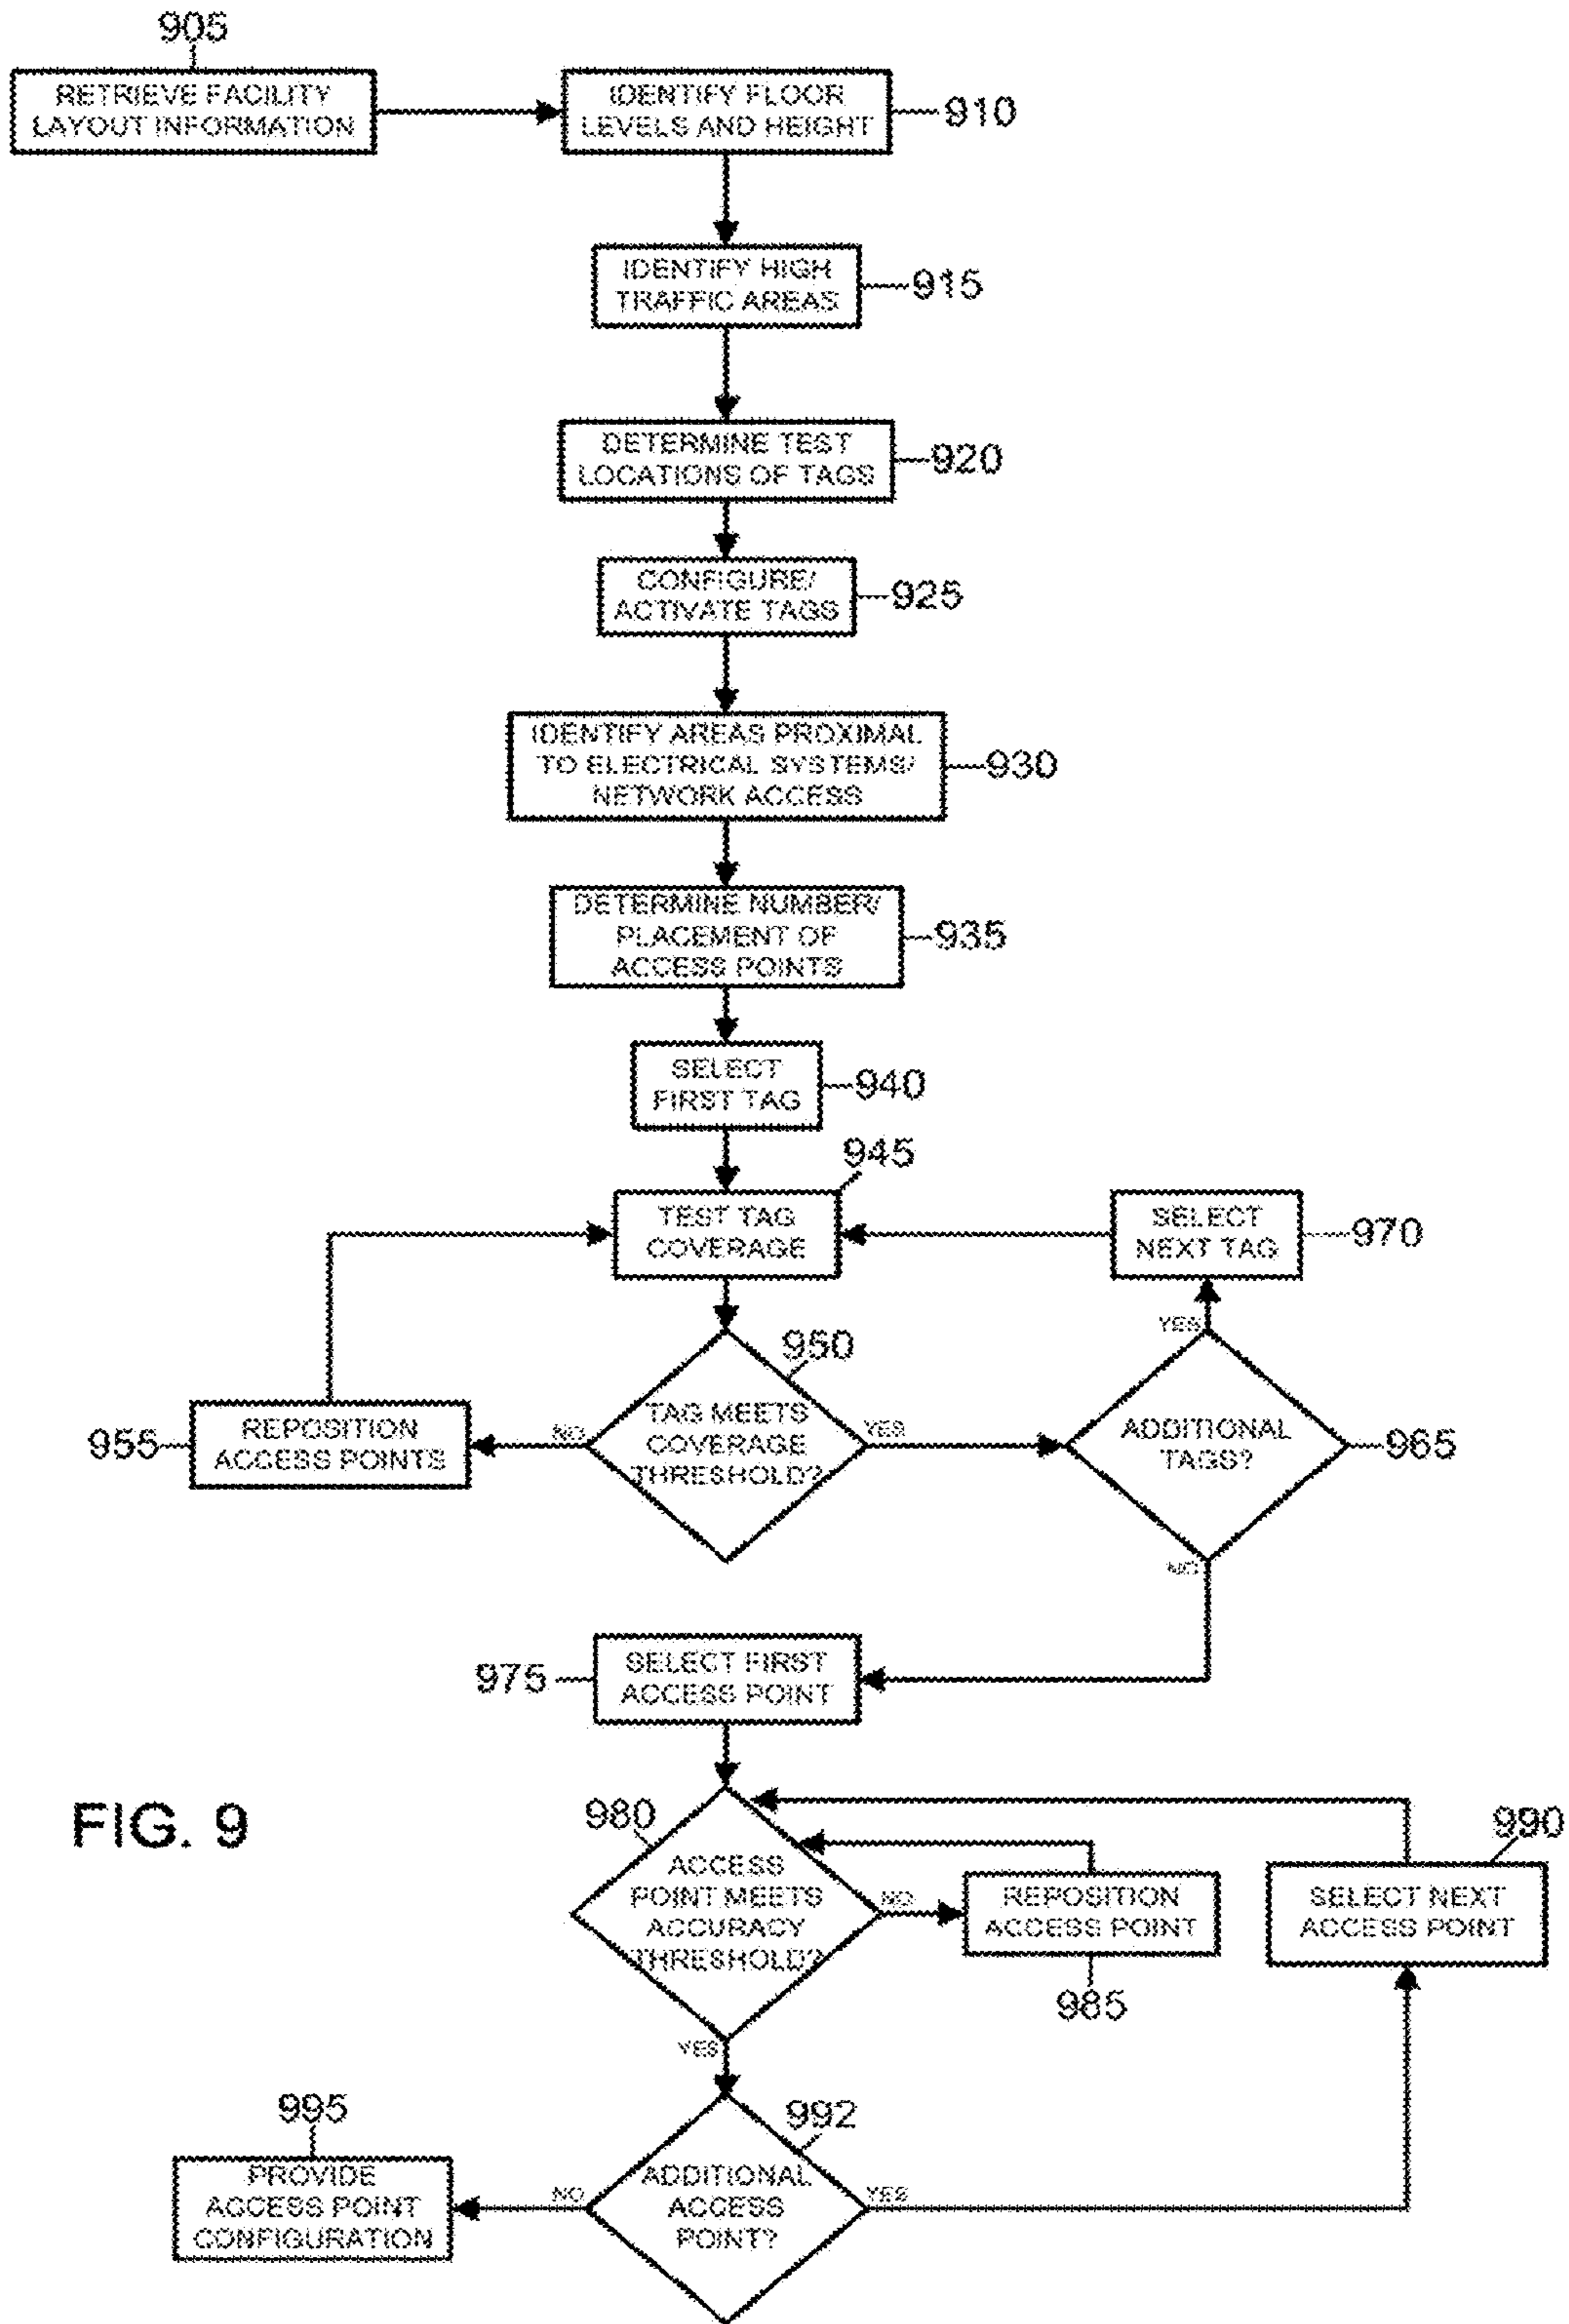 905
RETRIEVE FACILITY
LAYOUT INFORMATION
IDENTIFY FLOOR
LEVELS AND HEIGHT
910
IDENTIFY HIGH
TRAFFIC AREAS
915
DETERMINE TEST
LOCATIONS OF TAGS
920
CONFIGURE/
ACTIVATE TAGS
925
IDENTIFY AREAS PROXIMAL
TO ELECTRICAL SYSTEMS/
NETWORK ACCESS
930
DETERMINE NUMBER/
PLACEMENT OF
ACCESS POINTS
935
SELECT
FIRST TAG
940
945
TEST TAG
COVERAGE
SELECT
NEXT TAG
970
YES
950
TAG MEETS
COVERAGE
THRESHOLD?
NO
YES
955
REPOSITION
ACCESS POINTS
ADDITIONAL
TAGS?
965
NO
975
SELECT FIRST
ACCESS POINT
FIG. 9
980
ACCESS
POINT MEETS
ACCURACY
THRESHOLD?
NO
REPOSITION
ACCESS POINT
985
990
SELECT NEXT
ACCESS POINT
YES
995
PROVIDE
ACCESS POINT
CONFIGURATION
NO
992
ADDITIONAL
ACCESS
POINT?
YES